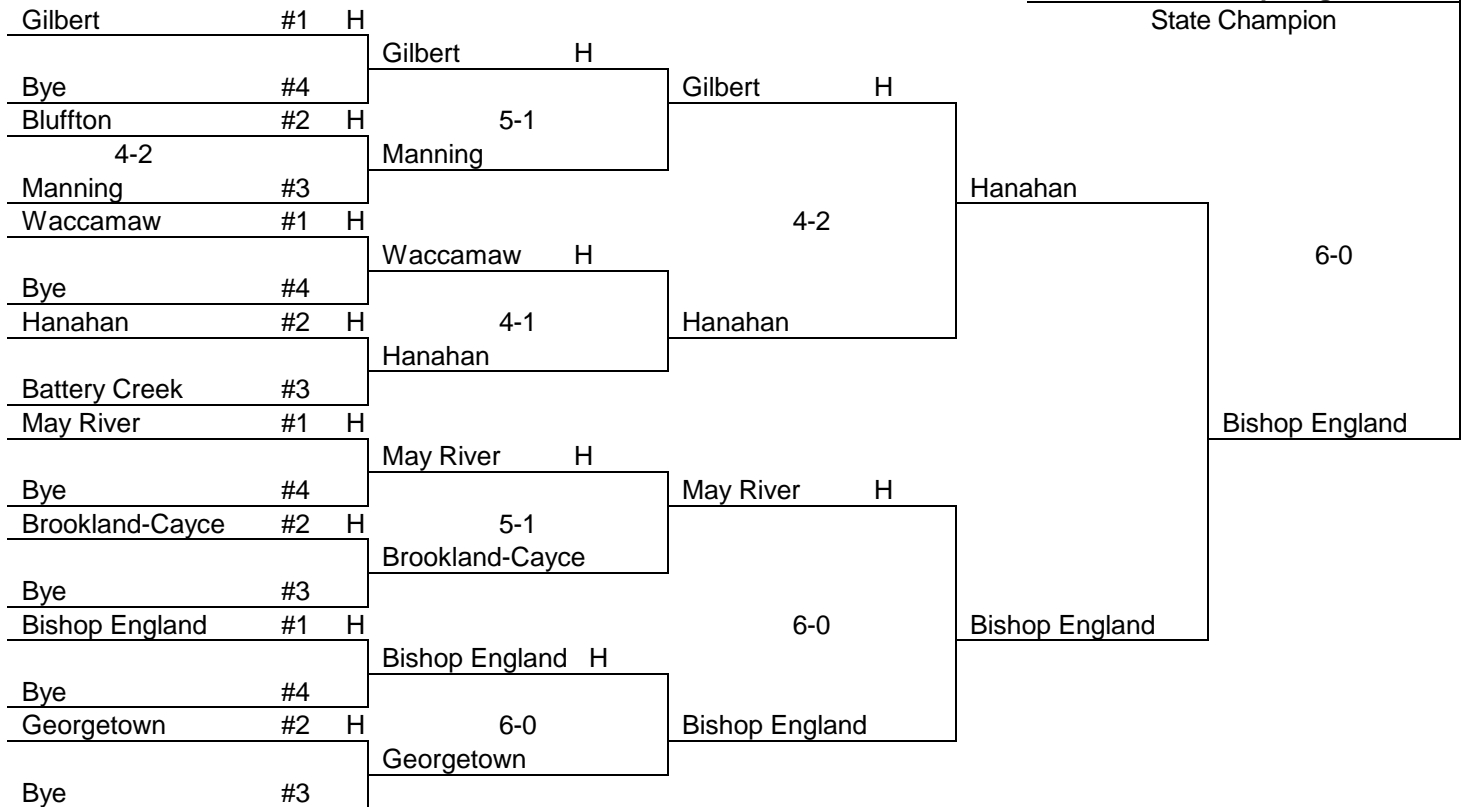 Gilbert #1 H State Champion
Gilbert H
Bye #4 Gilbert H
Bluffton #2 H 5-1
4-2 Manning
Manning #3 Hanahan
Waccamaw #1 H 4-2
Waccamaw H 6-0
Bye #4
Hanahan #2 H 4-1 Hanahan
Hanahan
Battery Creek #3
May River #1 H Bishop England
May River H
Bye #4 May River H
Brookland-Cayce #2 H 5-1
Brookland-Cayce
Bye #3
Bishop England #1 H 6-0 Bishop England
Bishop England H
Bye #4
Georgetown #2 H 6-0 Bishop England
Georgetown
Bye #3